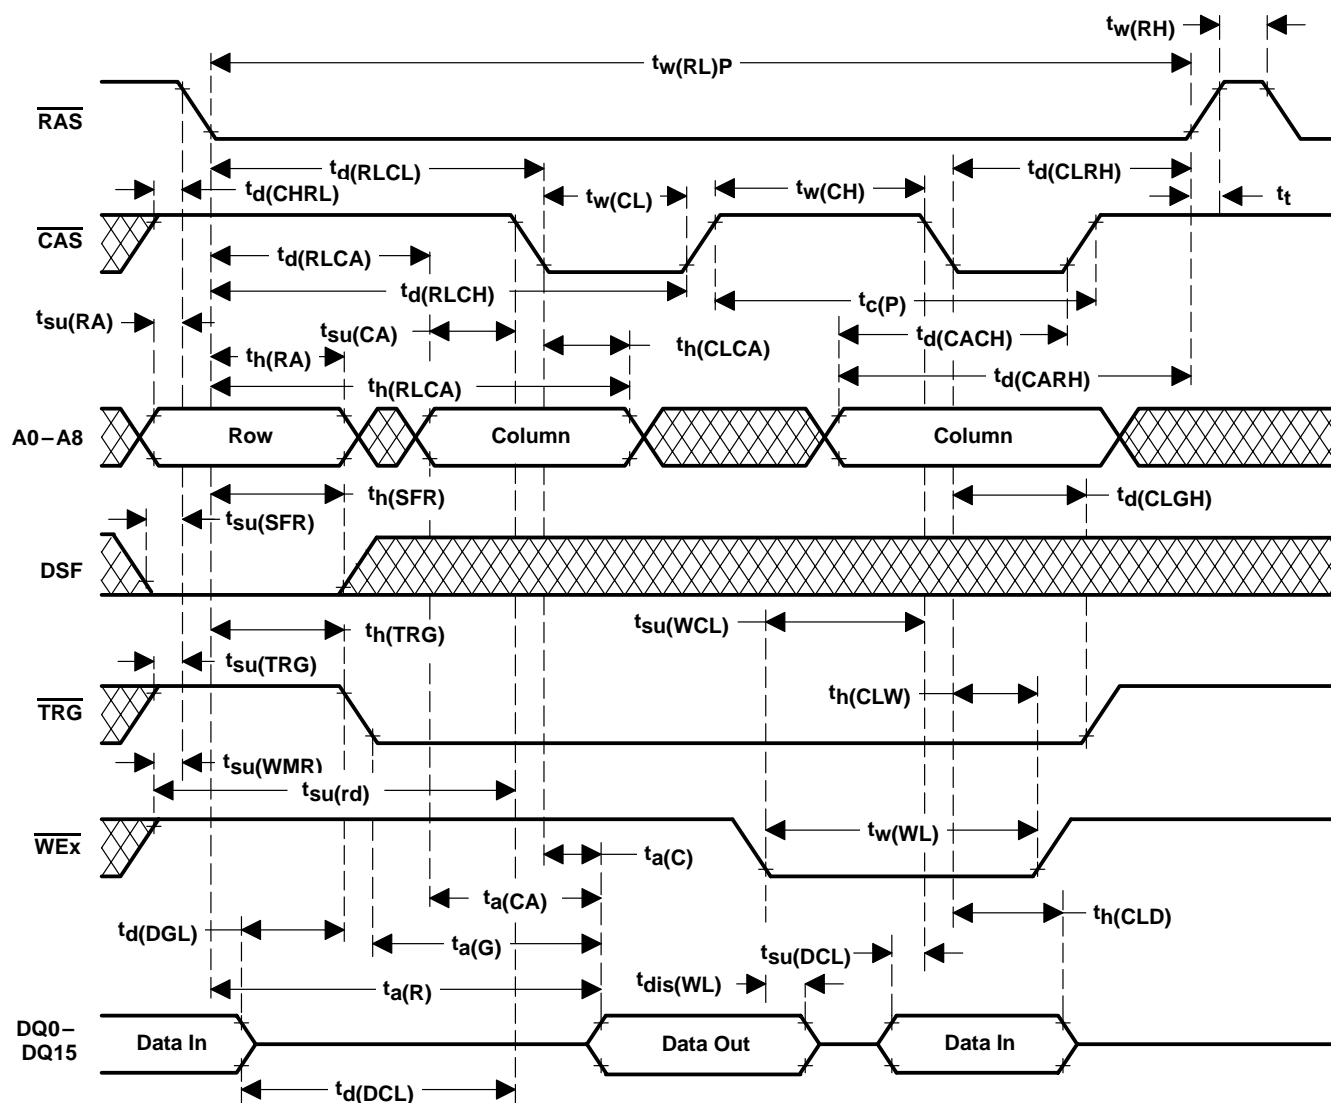 tw(RH)
tw(RL)P
RAS
td(RLCL)
td(CLRH)
td(CHRL)
tw(CL)
tw(CH)
tt
CAS
td(RLCA)
td(RLCH)
tc(P)
tsu(RA)
tsu(CA)
td(CACH)
th(RA)
th(CLCA)
th(RLCA)
td(CARH)
A0–A8
Row
Column
Column
th(SFR)
td(CLGH)
tsu(SFR)
DSF
th(TRG)
tsu(WCL)
tsu(TRG)
th(CLW)
TRG
tsu(WMR)
tsu(rd)
WEx
tw(WL)
ta(C)
ta(CA)
th(CLD)
td(DGL)
ta(G)
tsu(DCL)
tdis(WL)
ta(R)
DQ0–
DQ15
Data In
Data Out
Data In
td(DCL)